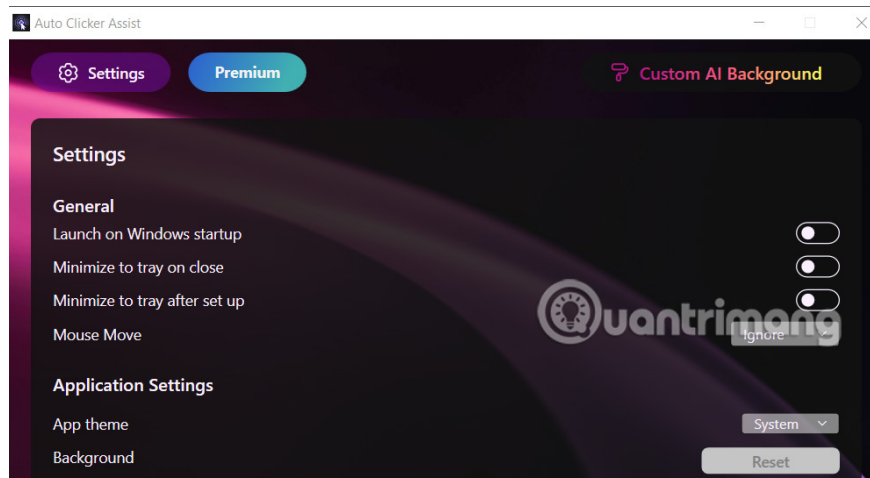 Auto Clicker Assist
Settings
Premium
Custom AI Background
Settings
General
Launch on Windows startup
Minimize to tray on close
Minimize to tray after set up
Quantrimang
Mouse Move
Ignore
Application Settings
App theme
System
Background
Reset